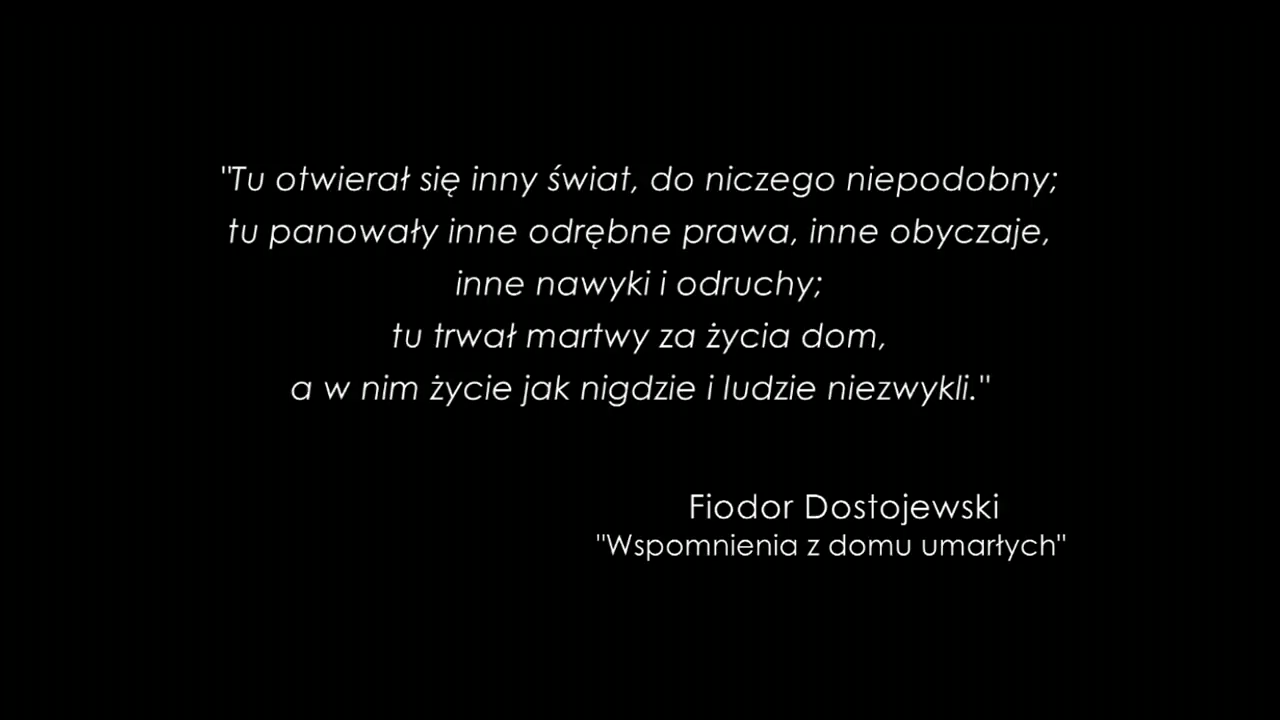 "Tu otwierał się inny świat, do niczego niepodobny;
tu panowały inne odrębne prawa, inne obyczaje,
inne nawyki i odruchy;
tu trwał martwy za życia dom,
a w nim życie jak nigdzie i ludzie niezwykli."
Fiodor Dostojewski
"Wspomnienia z domu umarłych"